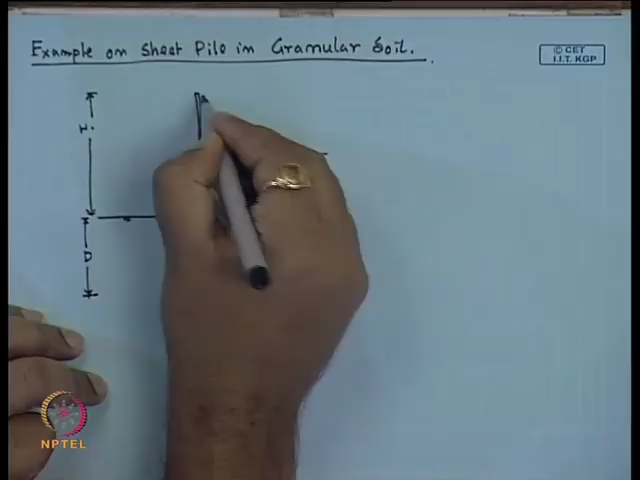 Example on Sheet Pile in Granular Soil.
© CET
I.I.T. KGP
H
D
NPTEL